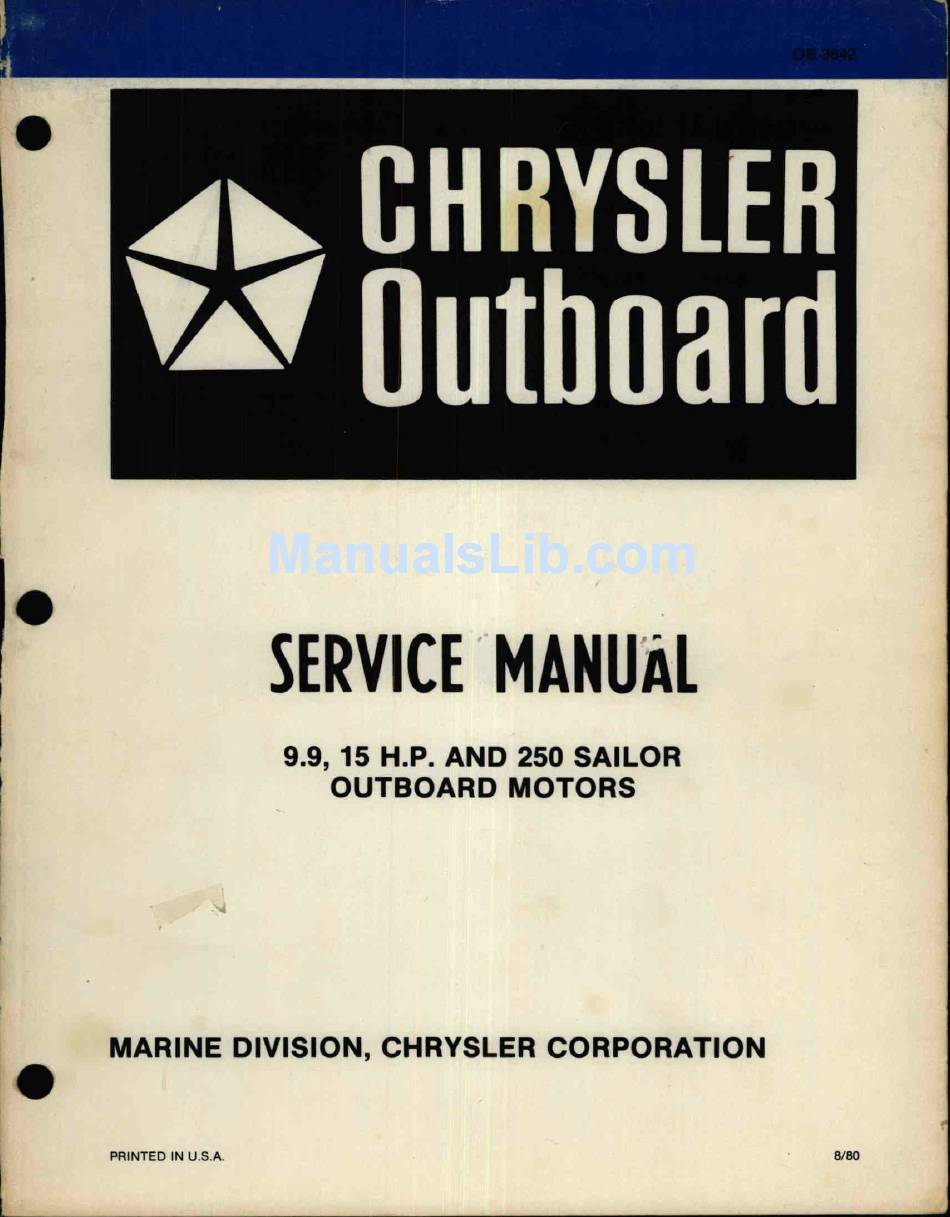 OB 3642
CHRYSLER
Outboard
ManualsLib.com
SERVICE MANUAL
9.9, 15 H.P. AND 250 SAILOR
OUTBOARD MOTORS
MARINE DIVISION, CHRYSLER CORPORATION
PRINTED IN U.S.A.
8/80